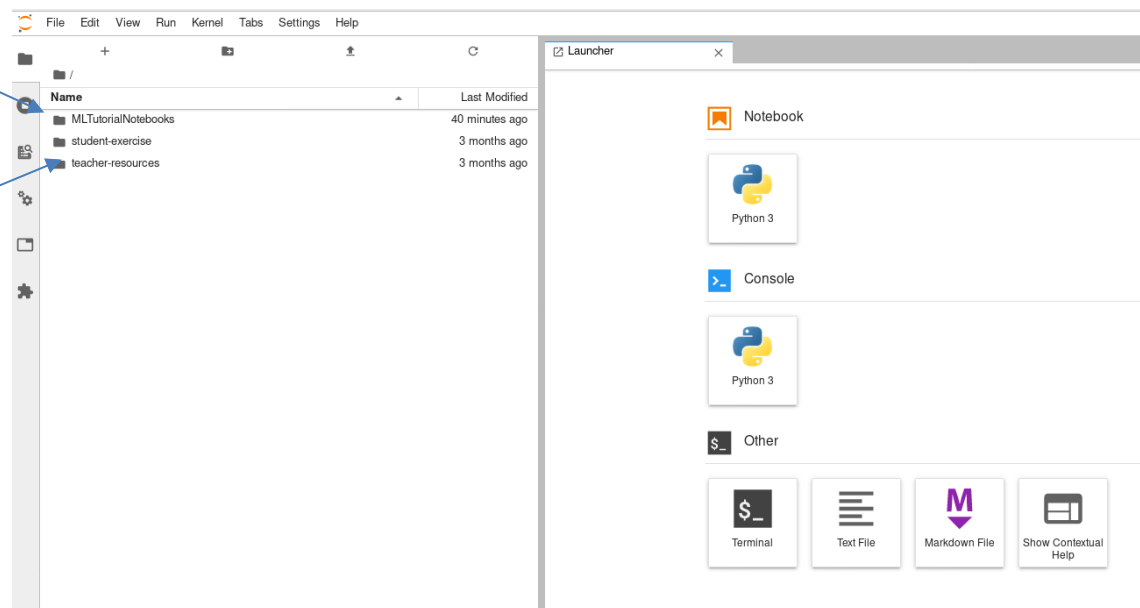 File Edit View Run Kernel Tabs Settings Help
Launcher
/
Name Last Modified
MLTutorialNotebooks 40 minutes ago
student-exercise 3 months ago
teacher-resources 3 months ago
Notebook
Python 3
>_ Console
Python 3
$_ Other
$_
M
Terminal Text File Markdown File Show Contextual
Help